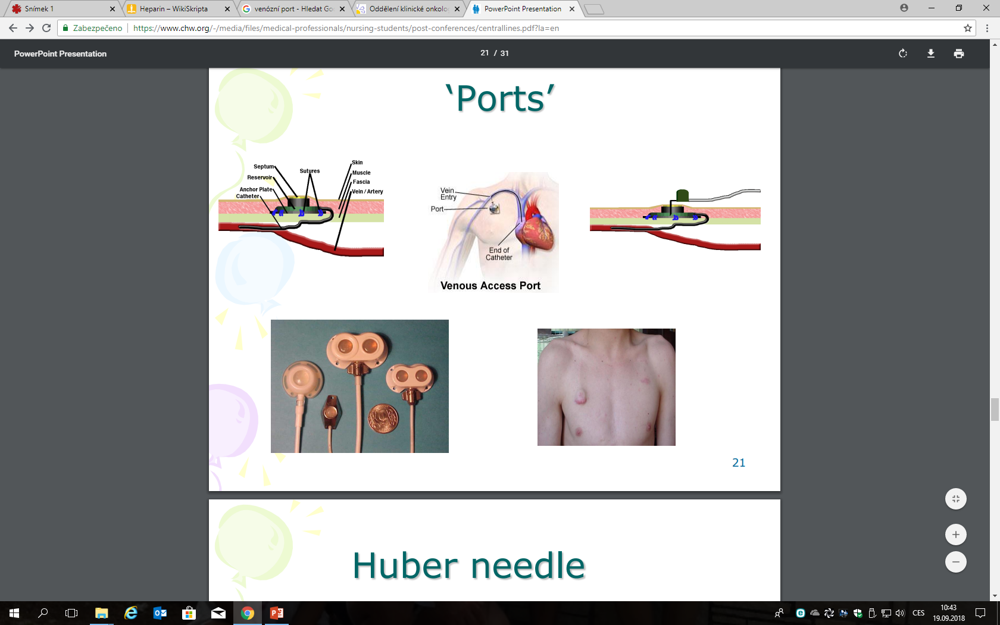 Snímek 1
Heparin – WikiSkripta
venózní port - Hledat Goo
Oddělení klinické onkolo
PowerPoint Presentation
Zabezpečeno
https://www.chw.org/-/media/files/medical-professionals/nursing-students/post-conferences/centrallines.pdf?la=en
PowerPoint Presentation
21 / 31
‘Ports’
Septum
Reservoir
Anchor Plate
Catheter
Sutures
Skin
Muscle
Fascia
Vein / Artery
Vein
Entry
Port
End of
Catheter
Venous Access Port
21
Huber needle
CES
10:43
19.09.2018